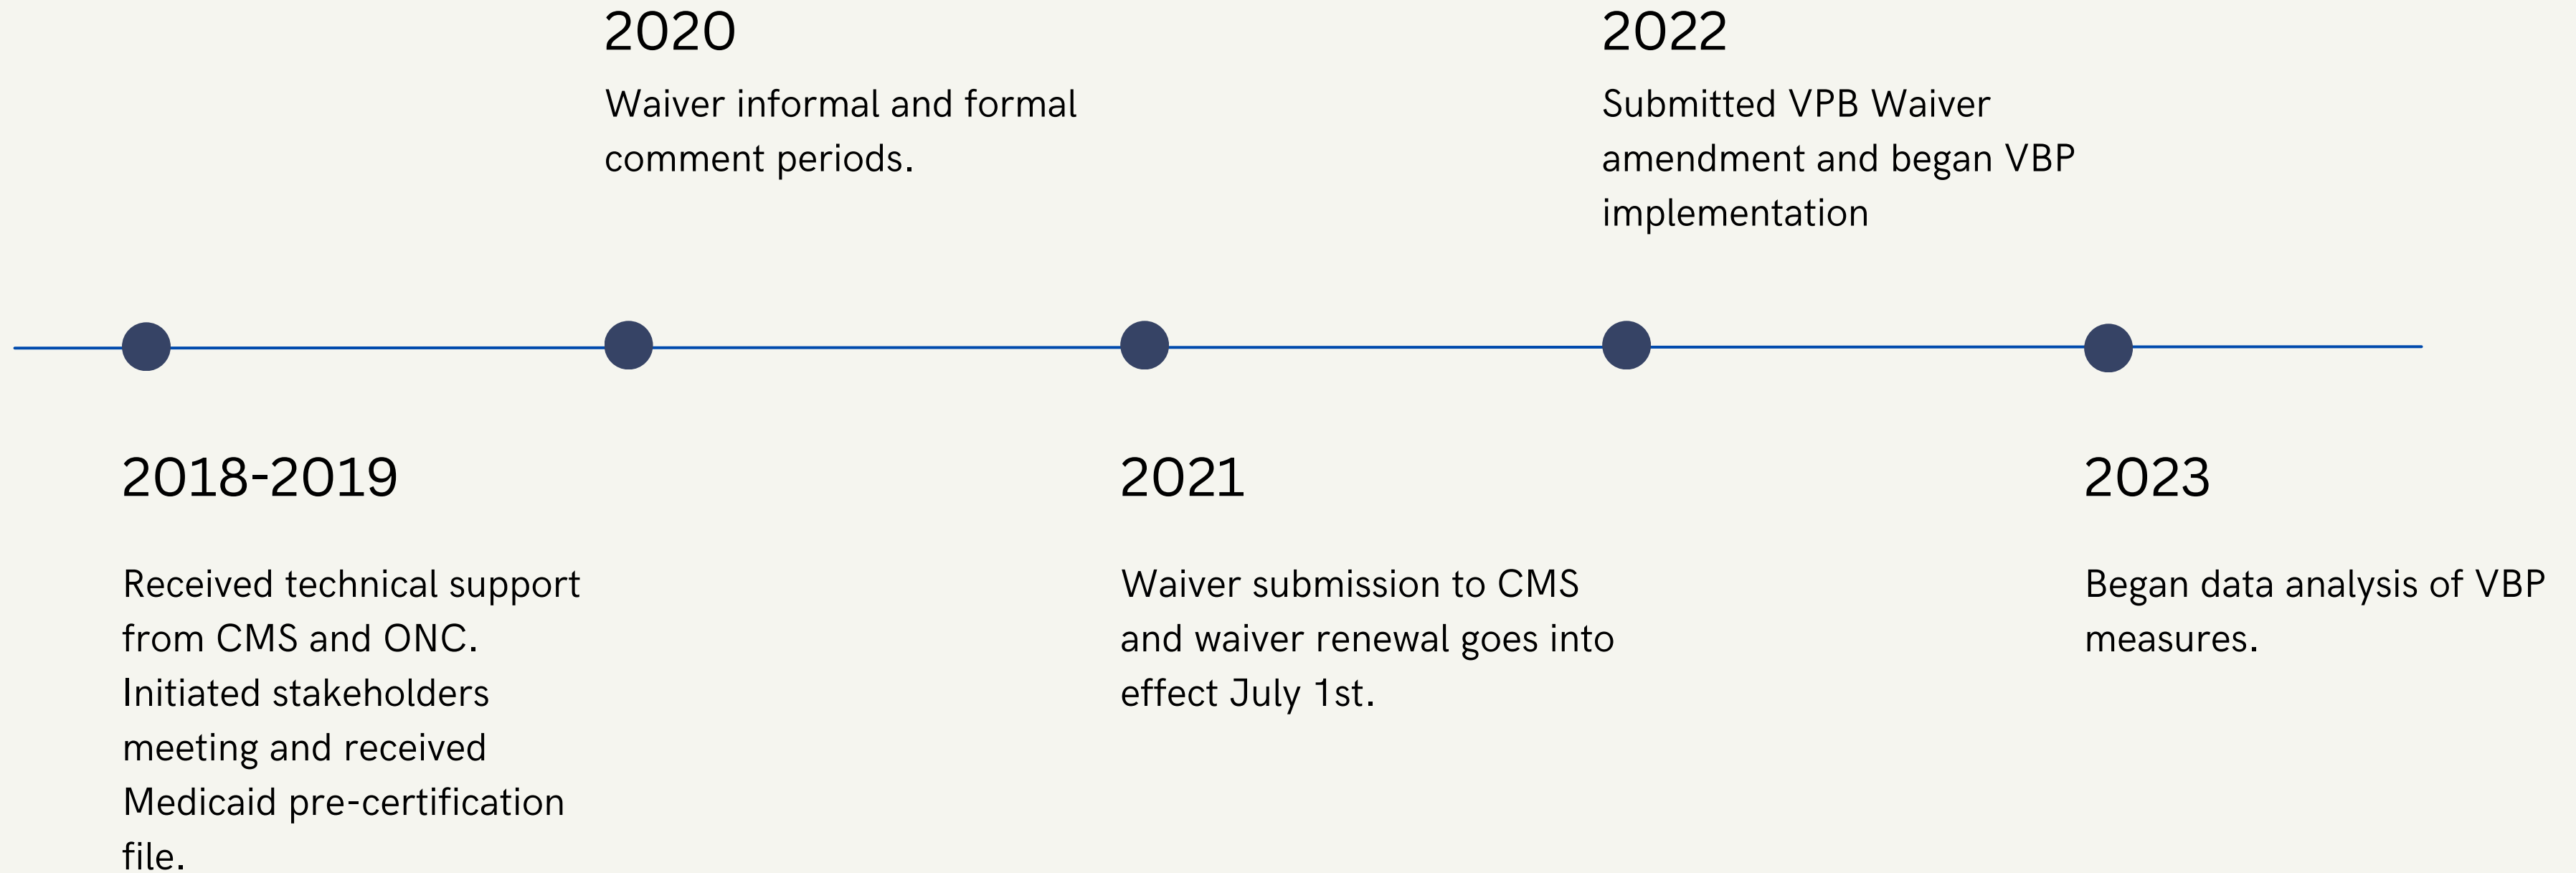 2020
Waiver informal and formal
comment periods.
2022
Submitted VPB Waiver
amendment and began VBP
implementation
2018-2019
Received technical support
from CMS and ONC.
Initiated stakeholders
meeting and received
Medicaid pre-certification
file.
2021
Waiver submission to CMS
and waiver renewal goes into
effect July 1st.
2023
Began data analysis of VBP
measures.